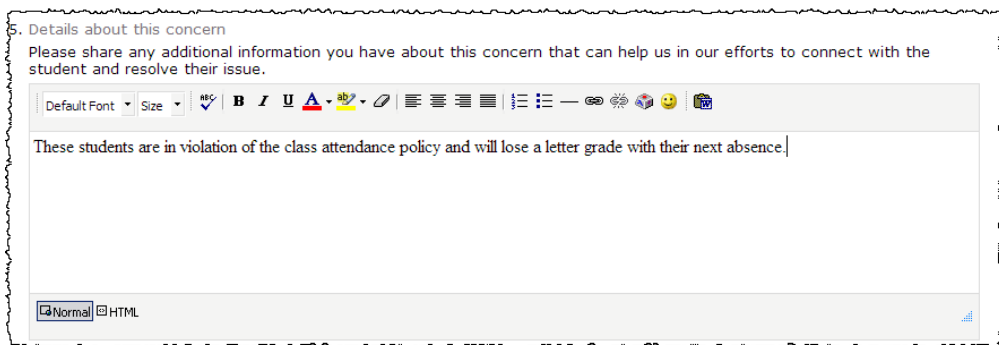 5. Details about this concern
Please share any additional information you have about this concern that can help us in our efforts to connect with the
student and resolve their issue.
Default Font Size ABC B I U A ab
These students are in violation of the class attendance policy and will lose a letter grade with their next absence.
Normal HTML